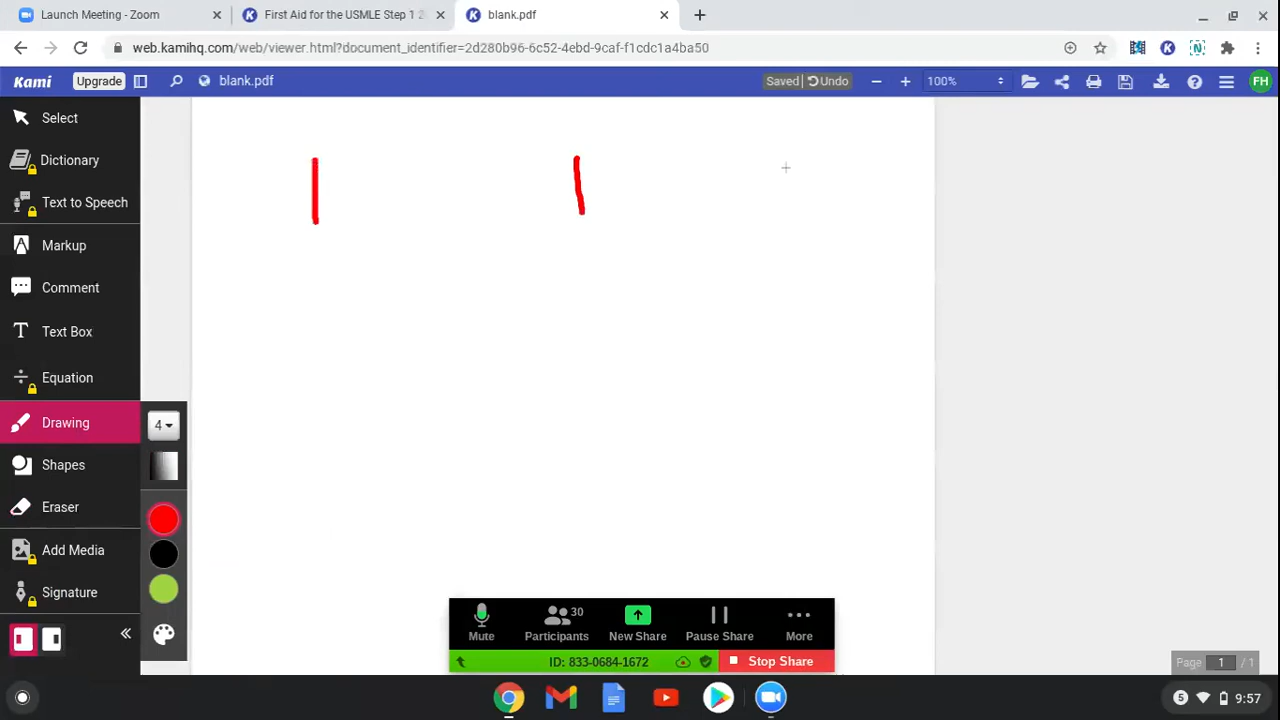 Launch Meeting - Zoom
First Aid for the USMLE Step 1 2
blank.pdf
web.kamihq.com/web/viewer.html?document_identifier=2d280b96-6c52-4ebd-9caf-f1cdc1a4ba50
Kami Upgrade blank.pdf Saved Undo 100% FH
Select
Dictionary
Text to Speech
Markup
Comment
Text Box
Equation
Drawing
4
Shapes
Eraser
Add Media
Signature
30
Mute Participants New Share Pause Share More
ID: 833-0684-1672 Stop Share
Page 1 / 1
5 9:57